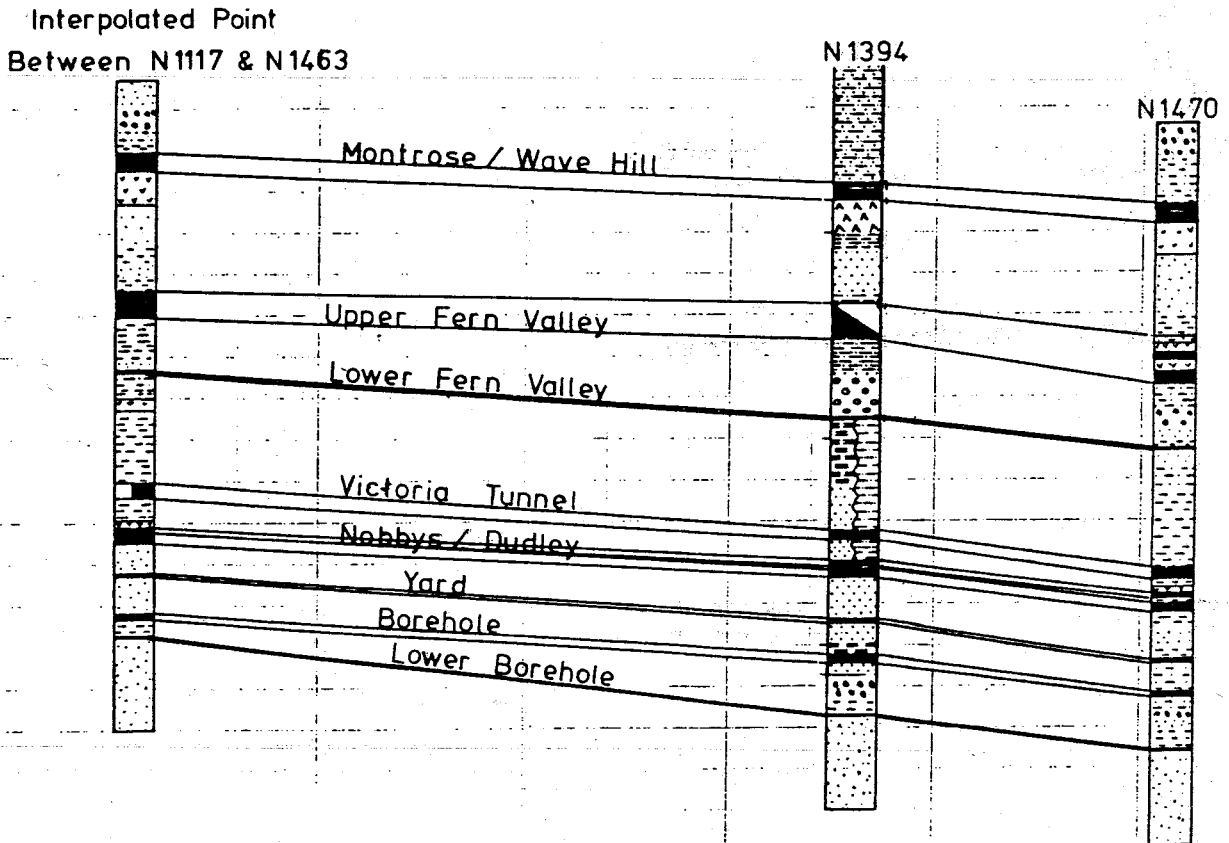 Interpolated Point
Between N1117 & N1463
N1394
N1470
Montrose / Wave Hill
Upper Fern Valley
Lower Fern Valley
Victoria Tunnel
Nobbys / Dudley
Yard
Borehole
Lower Borehole